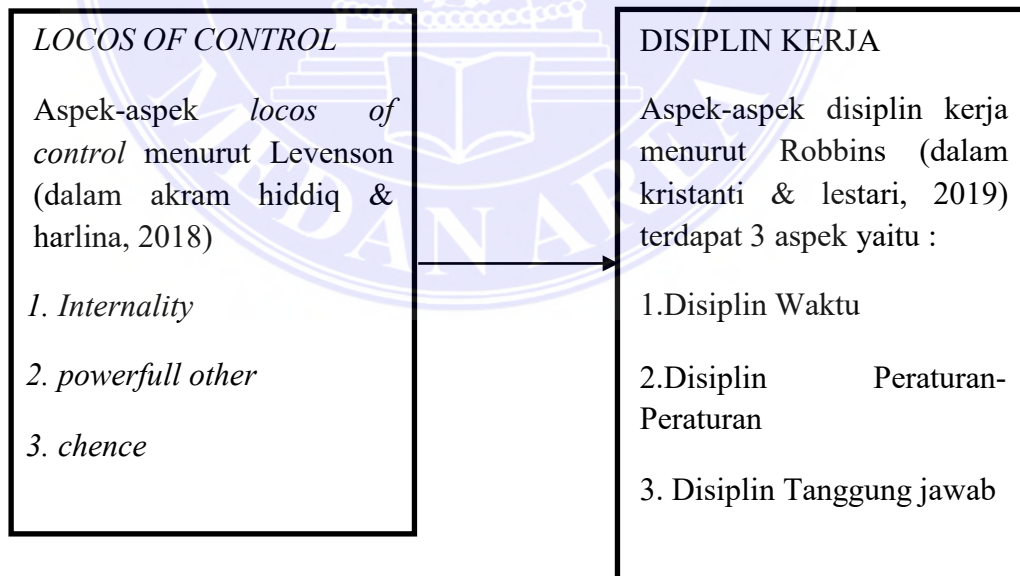 LOCOS OF CONTROL
Aspek-aspek locos of
control menurut Levenson
(dalam akram hiddiq &
harlina, 2018)
1. Internality
2. powerfull other
3. chence
DISIPLIN KERJA
Aspek-aspek disiplin kerja
menurut Robbins (dalam
kristanti & lestari, 2019)
terdapat 3 aspek yaitu :
1.Disiplin Waktu
2.Disiplin Peraturan-
Peraturan
3. Disiplin Tanggung jawab
MEDAN AREA